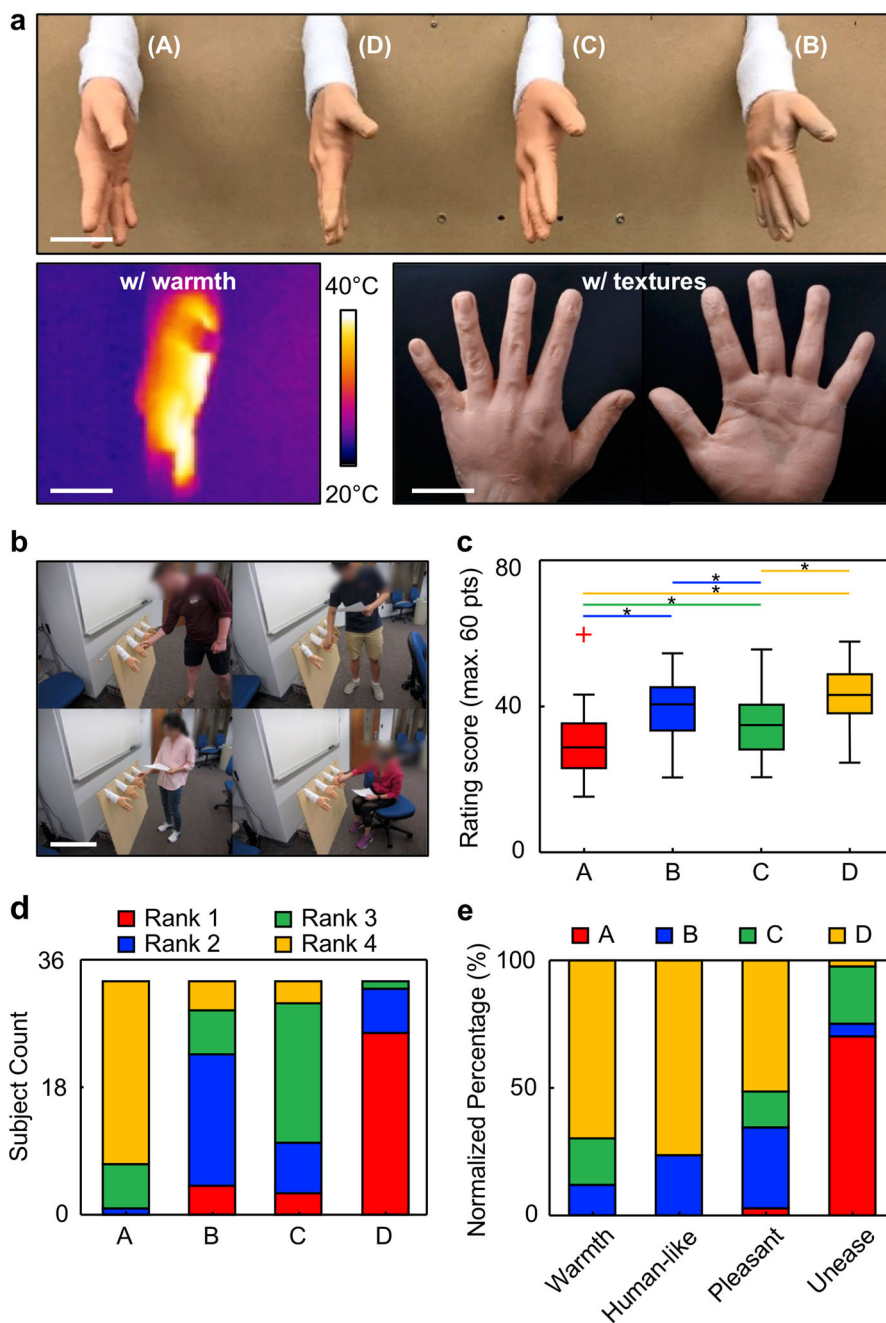 a
(A) (D) (C) (B)
w/ warmth
40°C
20°C
w/ textures
b
c
80
40
0
Rating score (max. 60 pts)
* * * * *
A B C D
d
Rank 1 Rank 3
Rank 2 Rank 4
36
18
0
Subject Count
A B C D
e
A B C D
100
50
0
Normalized Percentage (%)
Warmth
Human-like
Pleasant
Unease